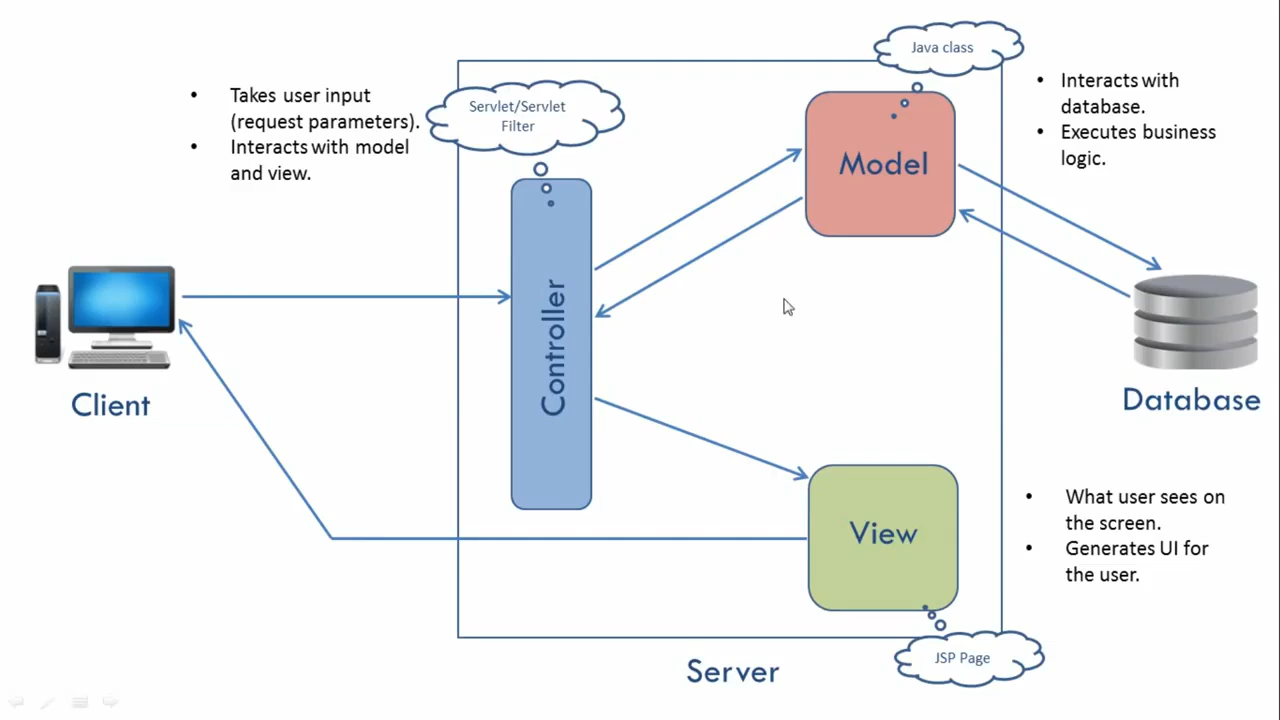 Java class
• Takes user input
(request parameters).
• Interacts with model
and view.
Servlet/Servlet
Filter
• Interacts with
database.
• Executes business
logic.
Model
Controller
Client
Database
View
• What user sees on
the screen.
• Generates UI for
the user.
JSP Page
Server